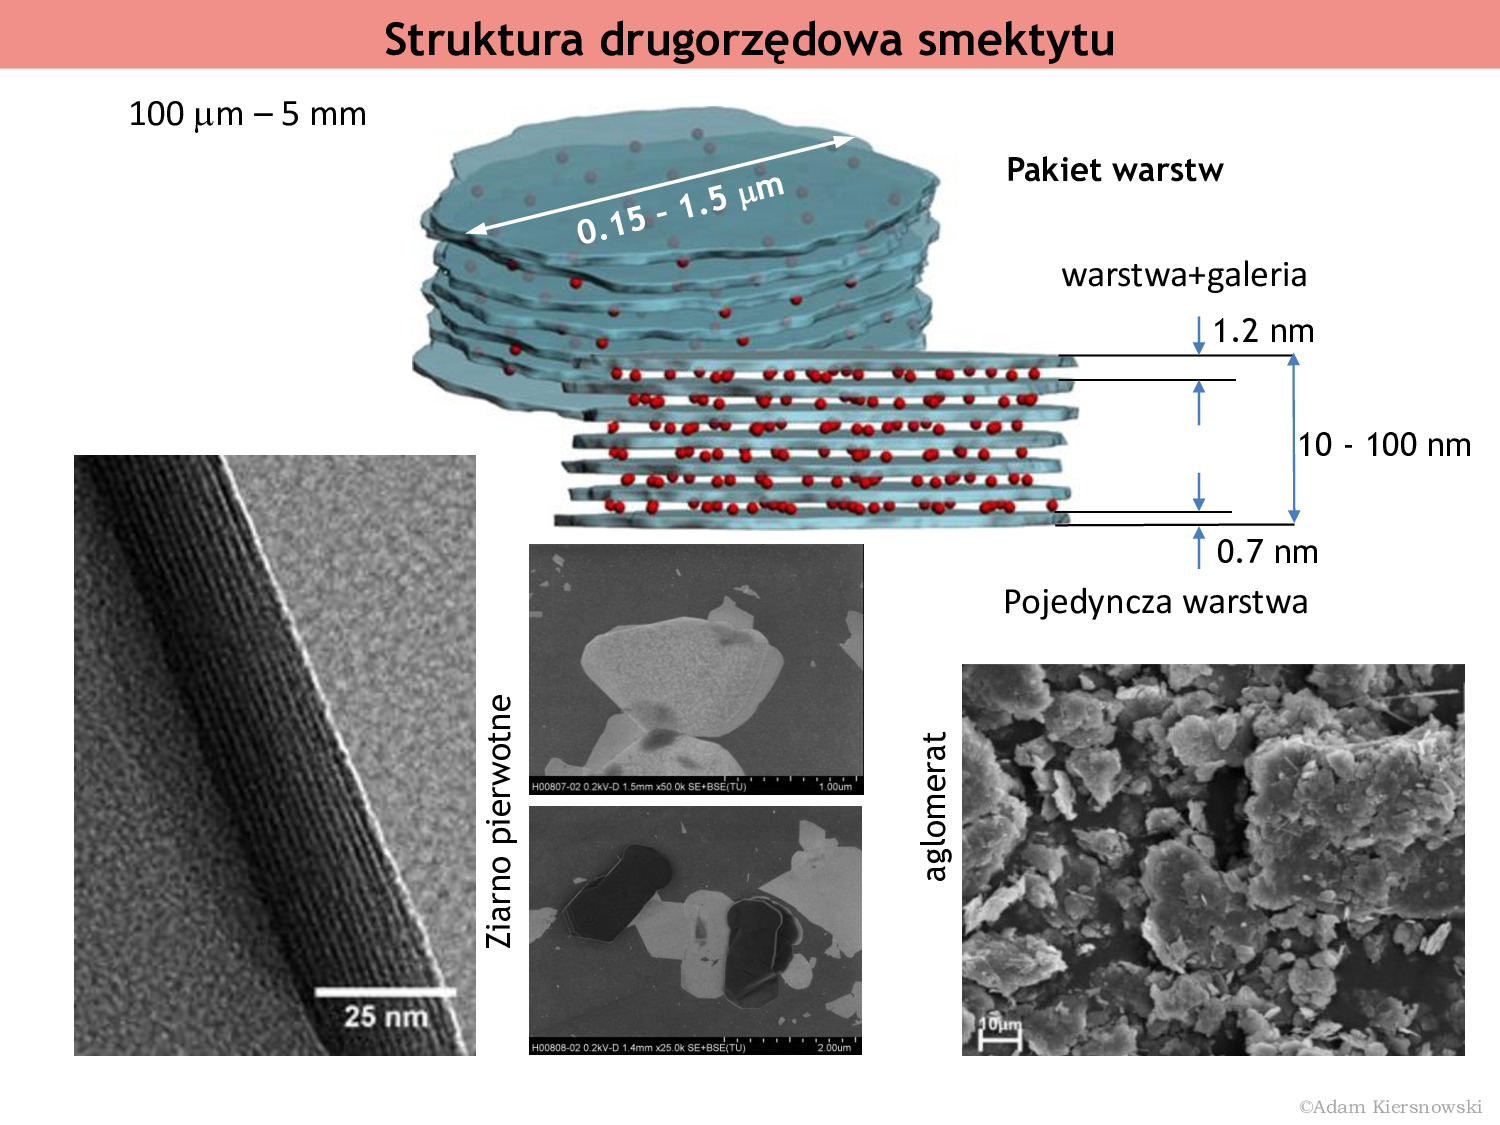 Struktura drugorzędowa smektytu
100 μm – 5 mm
0.15 – 1.5 μm
Pakiet warstw
warstwa+galeria
1.2 nm
10 - 100 nm
0.7 nm
Pojedyncza warstwa
25 nm
Ziarno pierwotne
H00807-02 0.2kV-D 1.5mm x50.0k SE+BSE(TU) 1.00um
H00808-02 0.2kV-D 1.4mm x25.0k SE+BSE(TU) 2.00um
aglomerat
10μm
©Adam Kiersnowski